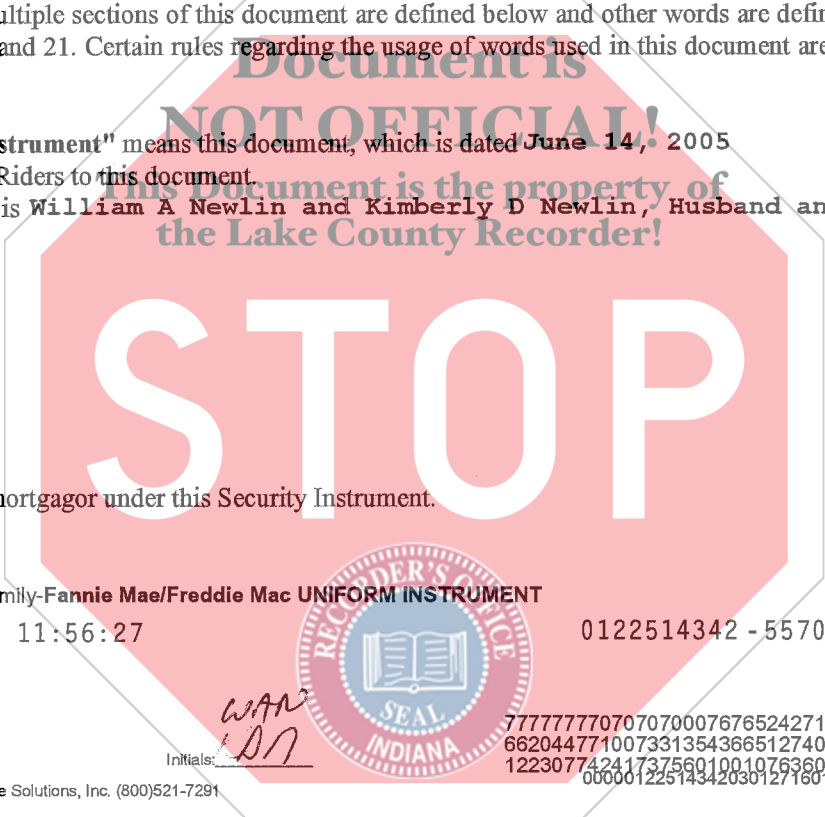 ultiple sections of this document are defined below and other words are defin
and 21. Certain rules regarding the usage of words used in this document are
Document is
NOT OFFICIAL!
strument" means this document, which is dated June 14, 2005
Riders to this document.
This Document is the property of
is William A Newlin and Kimberly D Newlin, Husband an
the Lake County Recorder!
STOP
ortgagor under this Security Instrument.
mily-Fannie Mae/Freddie Mac UNIFORM INSTRUMENT
11:56:27
0122514342 - 5570
RECORDER'S OFFICE
SEAL
INDIANA
WAN
Initials:
777777770707070007676524271
662044771007331354366512740
122307742417375601001076360
00000122514342030127160
e Solutions, Inc. (800)521-7291